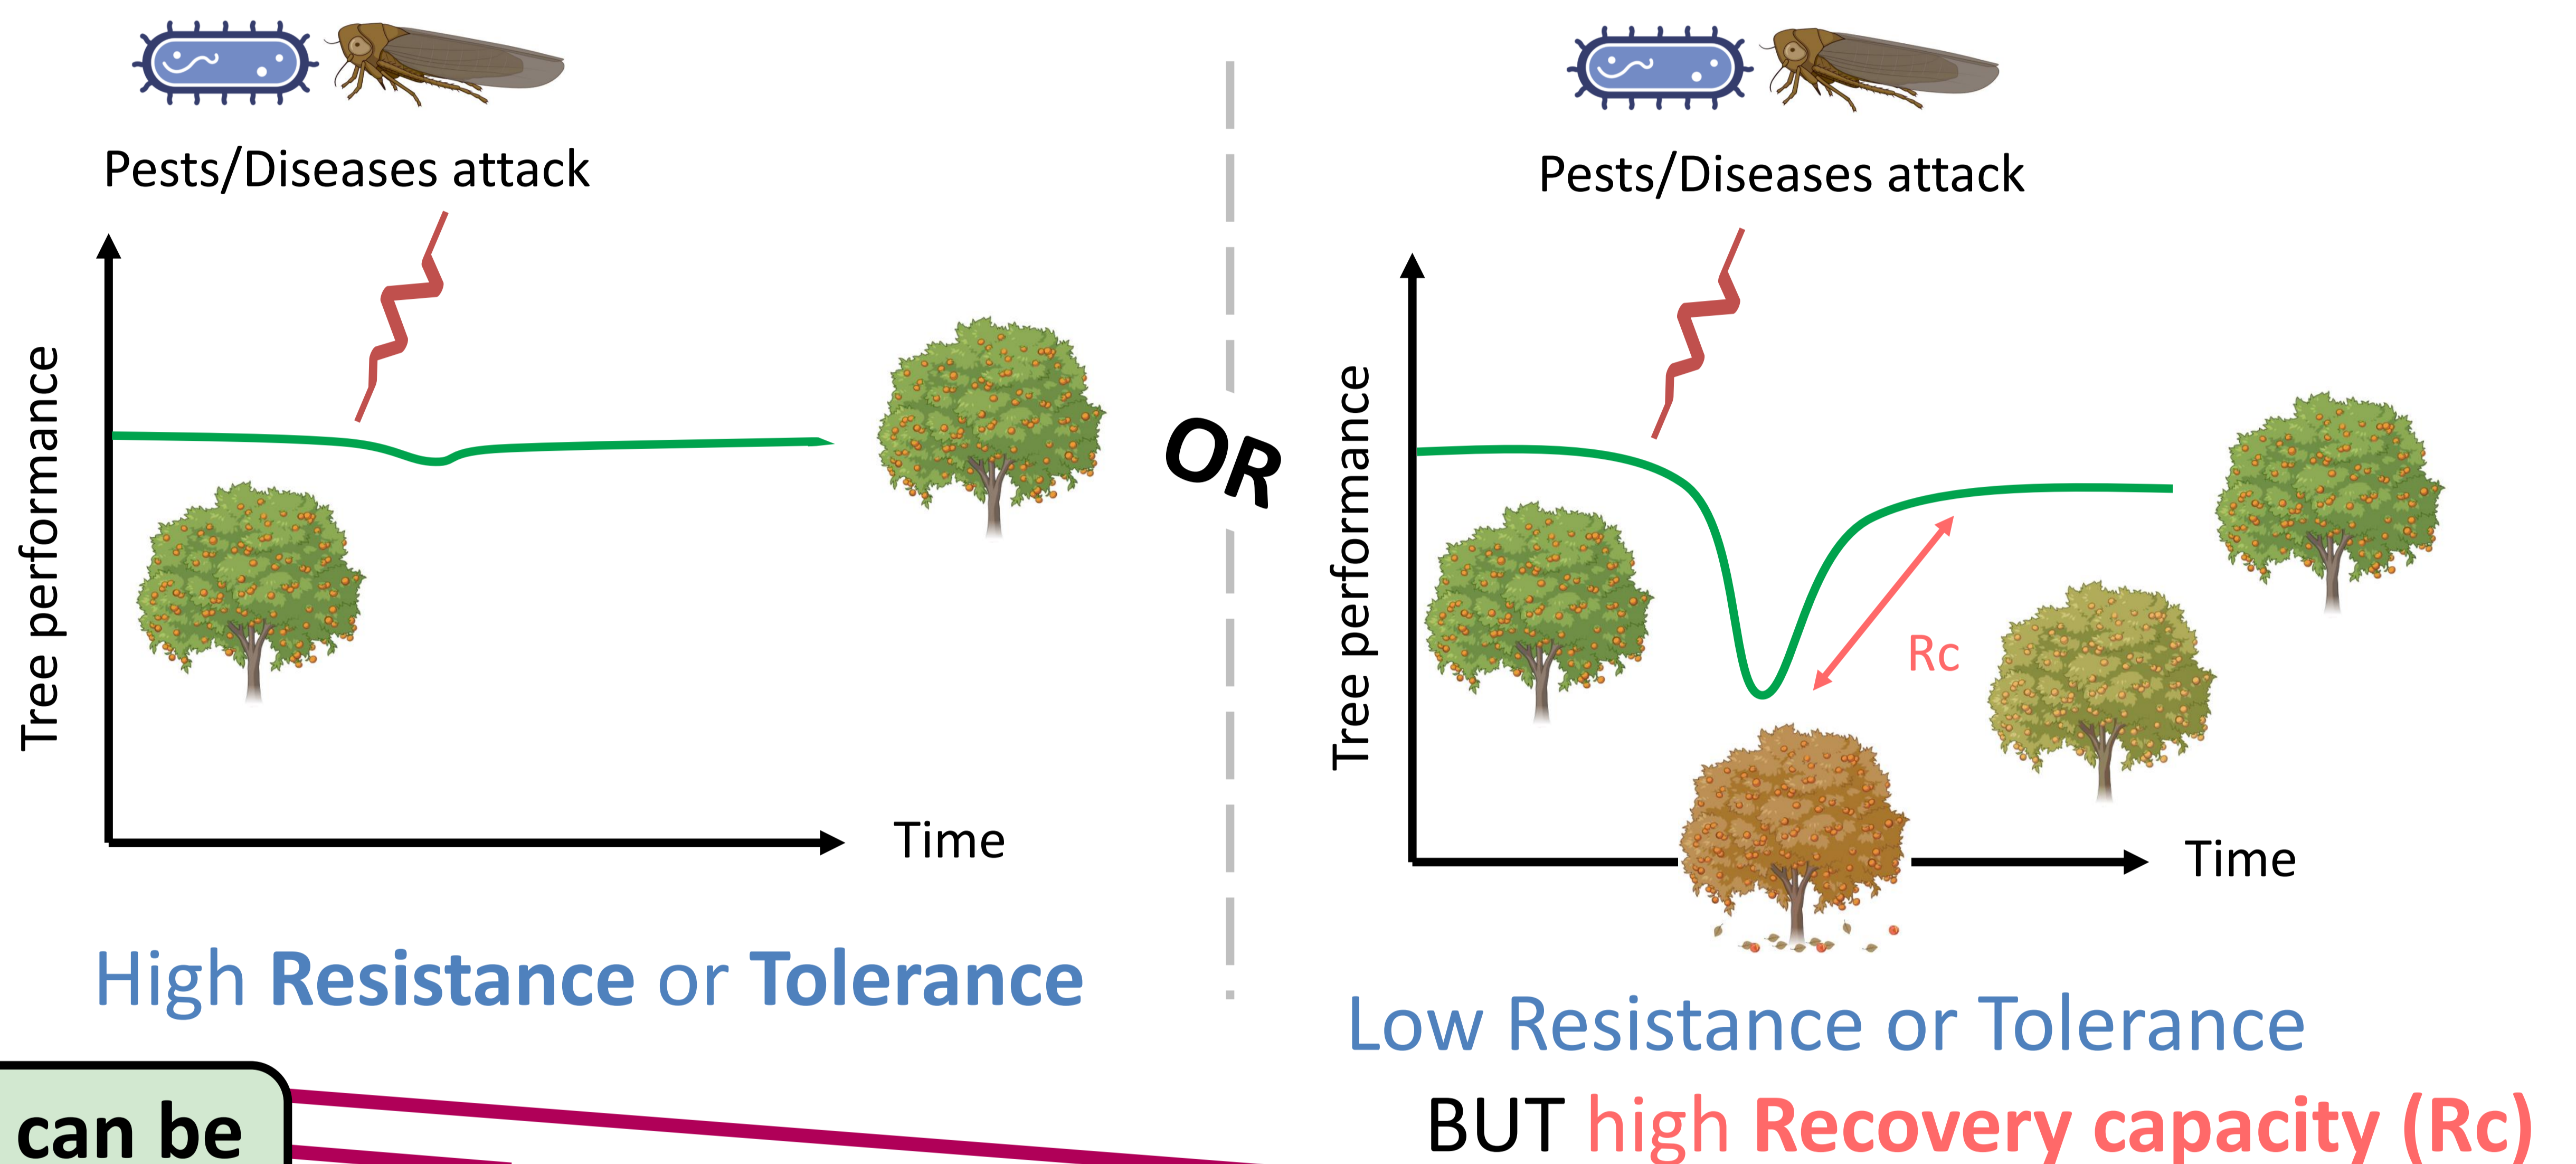 Pests/Diseases attack
Tree performance
Time
High Resistance or Tolerance
OR
Pests/Diseases attack
Tree performance
Rc
Time
Low Resistance or Tolerance
BUT high Recovery capacity (Rc)
can be